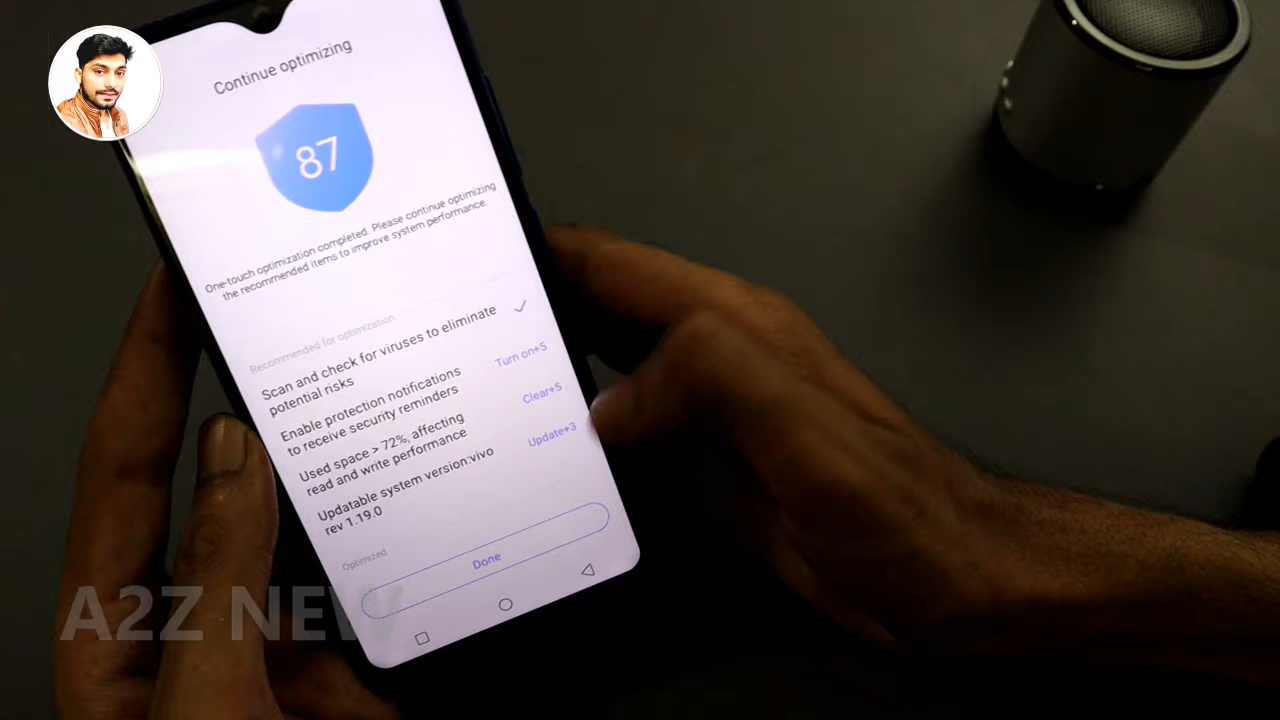 Continue optimizing
87
One-touch optimization completed. Please continue optimizing
the recommended items to improve system performance.
Recommended for optimization
Scan and check for viruses to eliminate
potential risks
Enable protection notifications
to receive security reminders
Turn on+5
Used space > 72%, affecting
read and write performance
Clear+5
Updatable system version:vivo
rev 1.19.0
Update+3
Optimized
Done
A2Z NEW